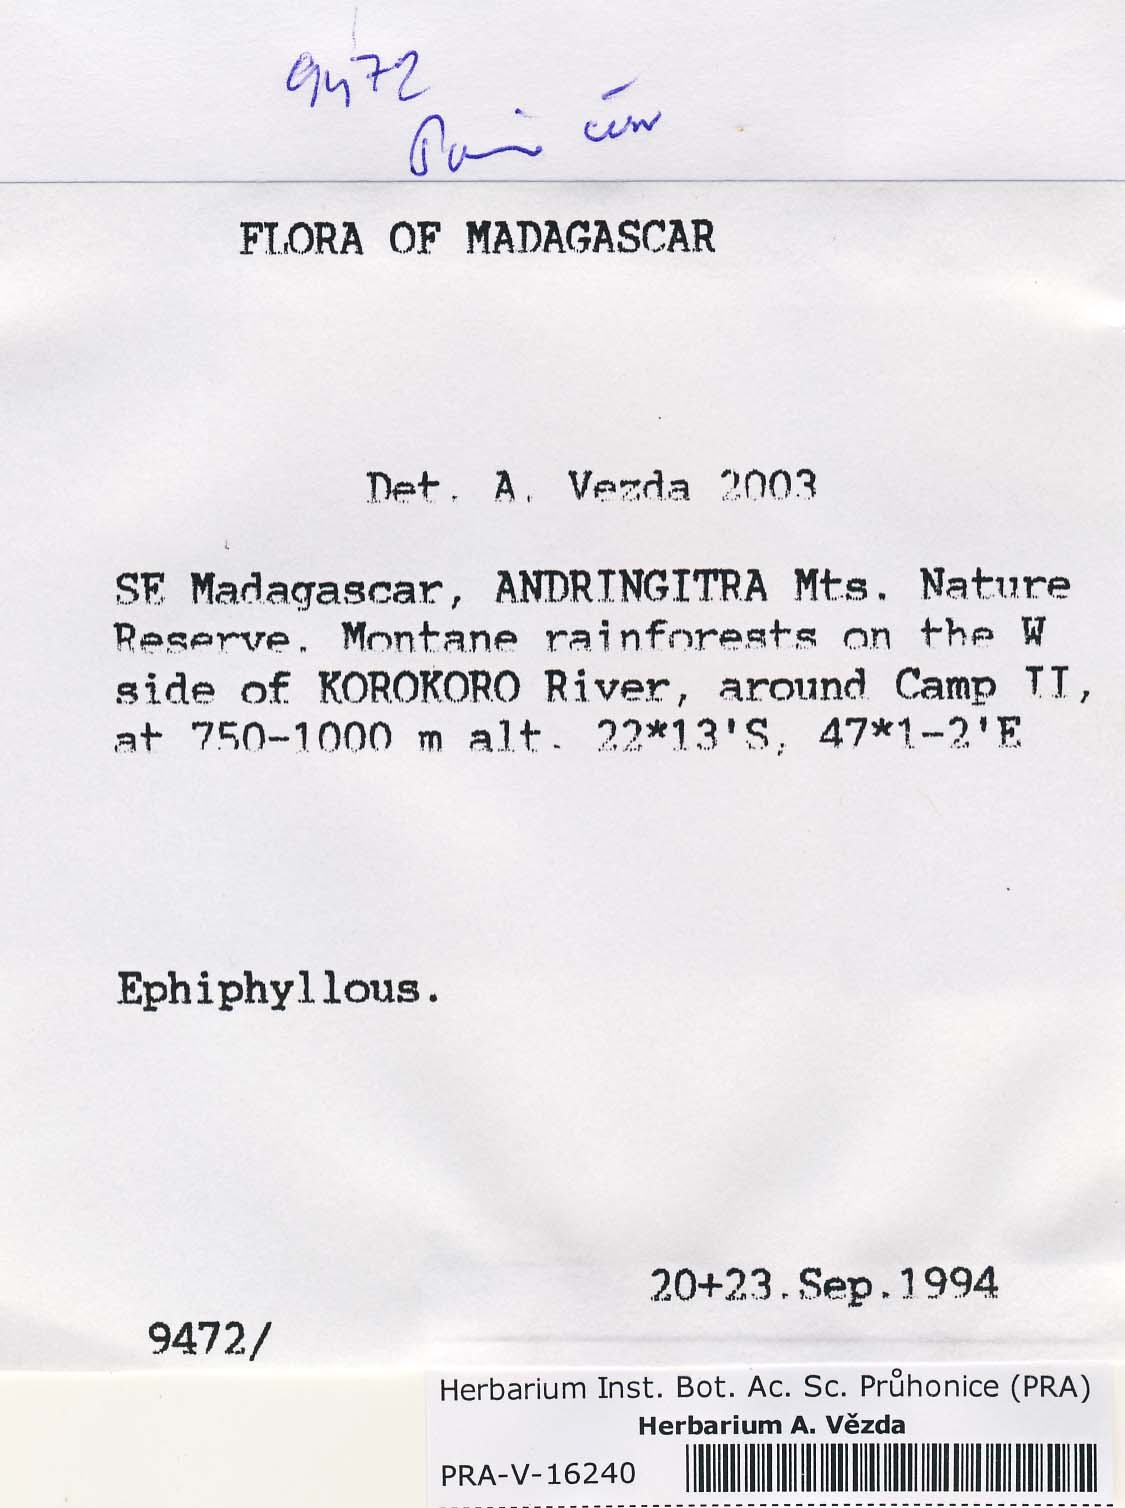 9472
FLORA OF MADAGASCAR
Det. A. Vezda 2003
SE Madagascar, ANDRINGITRA Mts. Nature
Reserve. Montane rainforests on the W
side of KOROKORO River, around Camp II,
at 750-1000 m alt. 22*13'S, 47*1-2'E
Ephiphyllous.
20+23.Sep.1994
9472/
Herbarium Inst. Bot. Ac. Sc. Průhonice (PRA)
Herbarium A. Vězda
PRA-V-16240